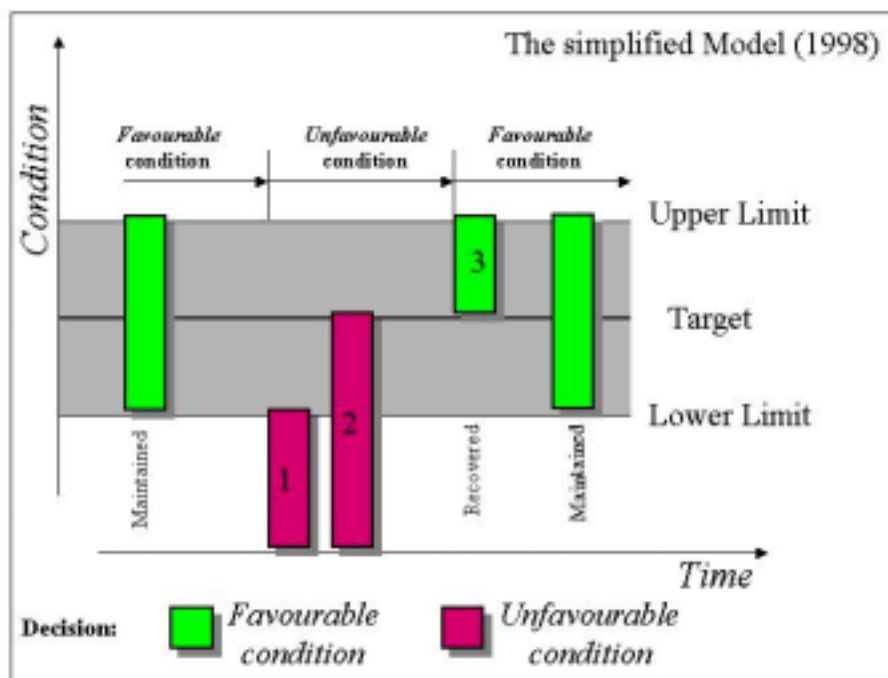 The simplified Model (1998)
Condition
Favourable
condition
Unfavourable
condition
Favourable
condition
Upper Limit
3
Target
2
Lower Limit
1
Maintained
Recovered
Maintained
Time
Decision:
Favourable
condition
Unfavourable
condition